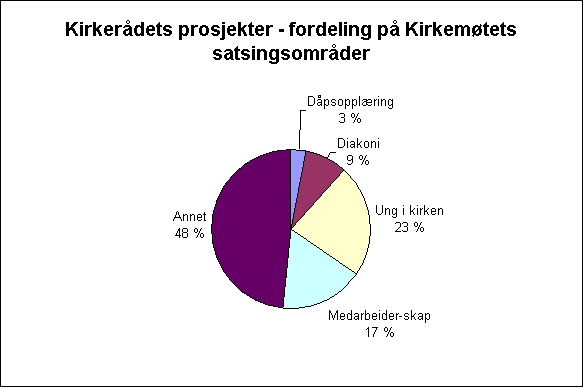 Kirkerådets prosjekter - fordeling på Kirkemøtets
satsingsområder
Dåpsopplæring
3 %
Diakoni
9 %
Ung i kirken
23 %
Medarbeider-skap
17 %
Annet
48 %